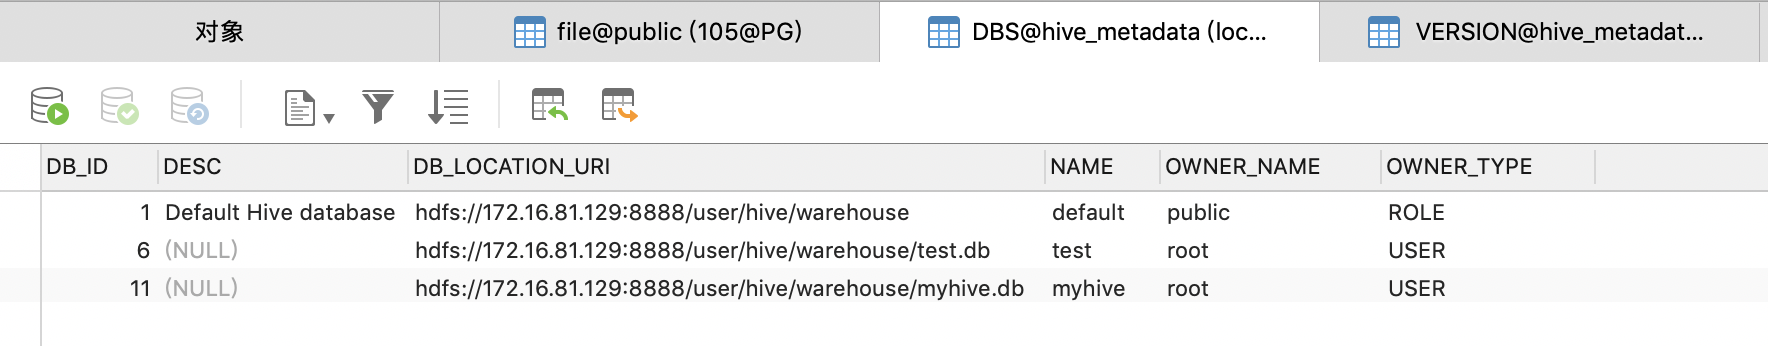 对象 file@public (105@PG) DBS@hive_metadata (loc... VERSION@hive_metadat...
DB_ID DESC DB_LOCATION_URI NAME OWNER_NAME OWNER_TYPE
1 Default Hive database hdfs://172.16.81.129:8888/user/hive/warehouse default public ROLE
6 (NULL) hdfs://172.16.81.129:8888/user/hive/warehouse/test.db test root USER
11 (NULL) hdfs://172.16.81.129:8888/user/hive/warehouse/myhive.db myhive root USER